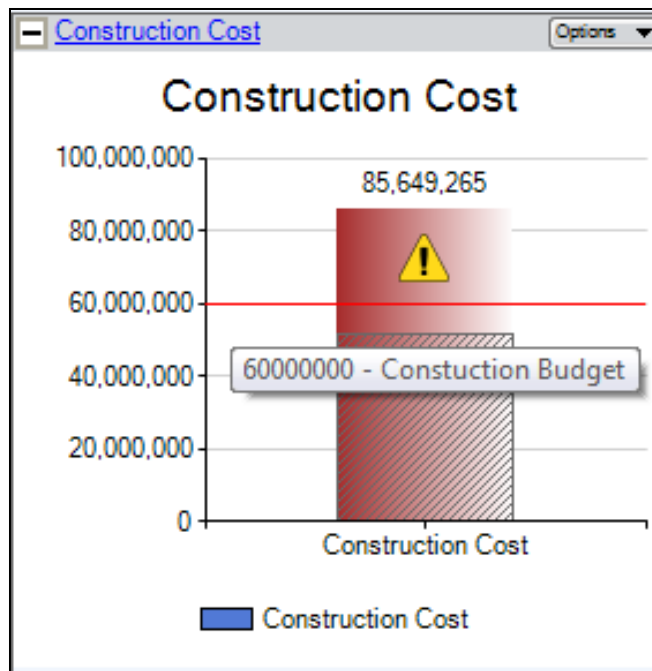 Construction Cost
Options
Construction Cost
100,000,000
85,649,265
80,000,000
60,000,000
60000000 - Constuction Budget
40,000,000
20,000,000
0
Construction Cost
Construction Cost